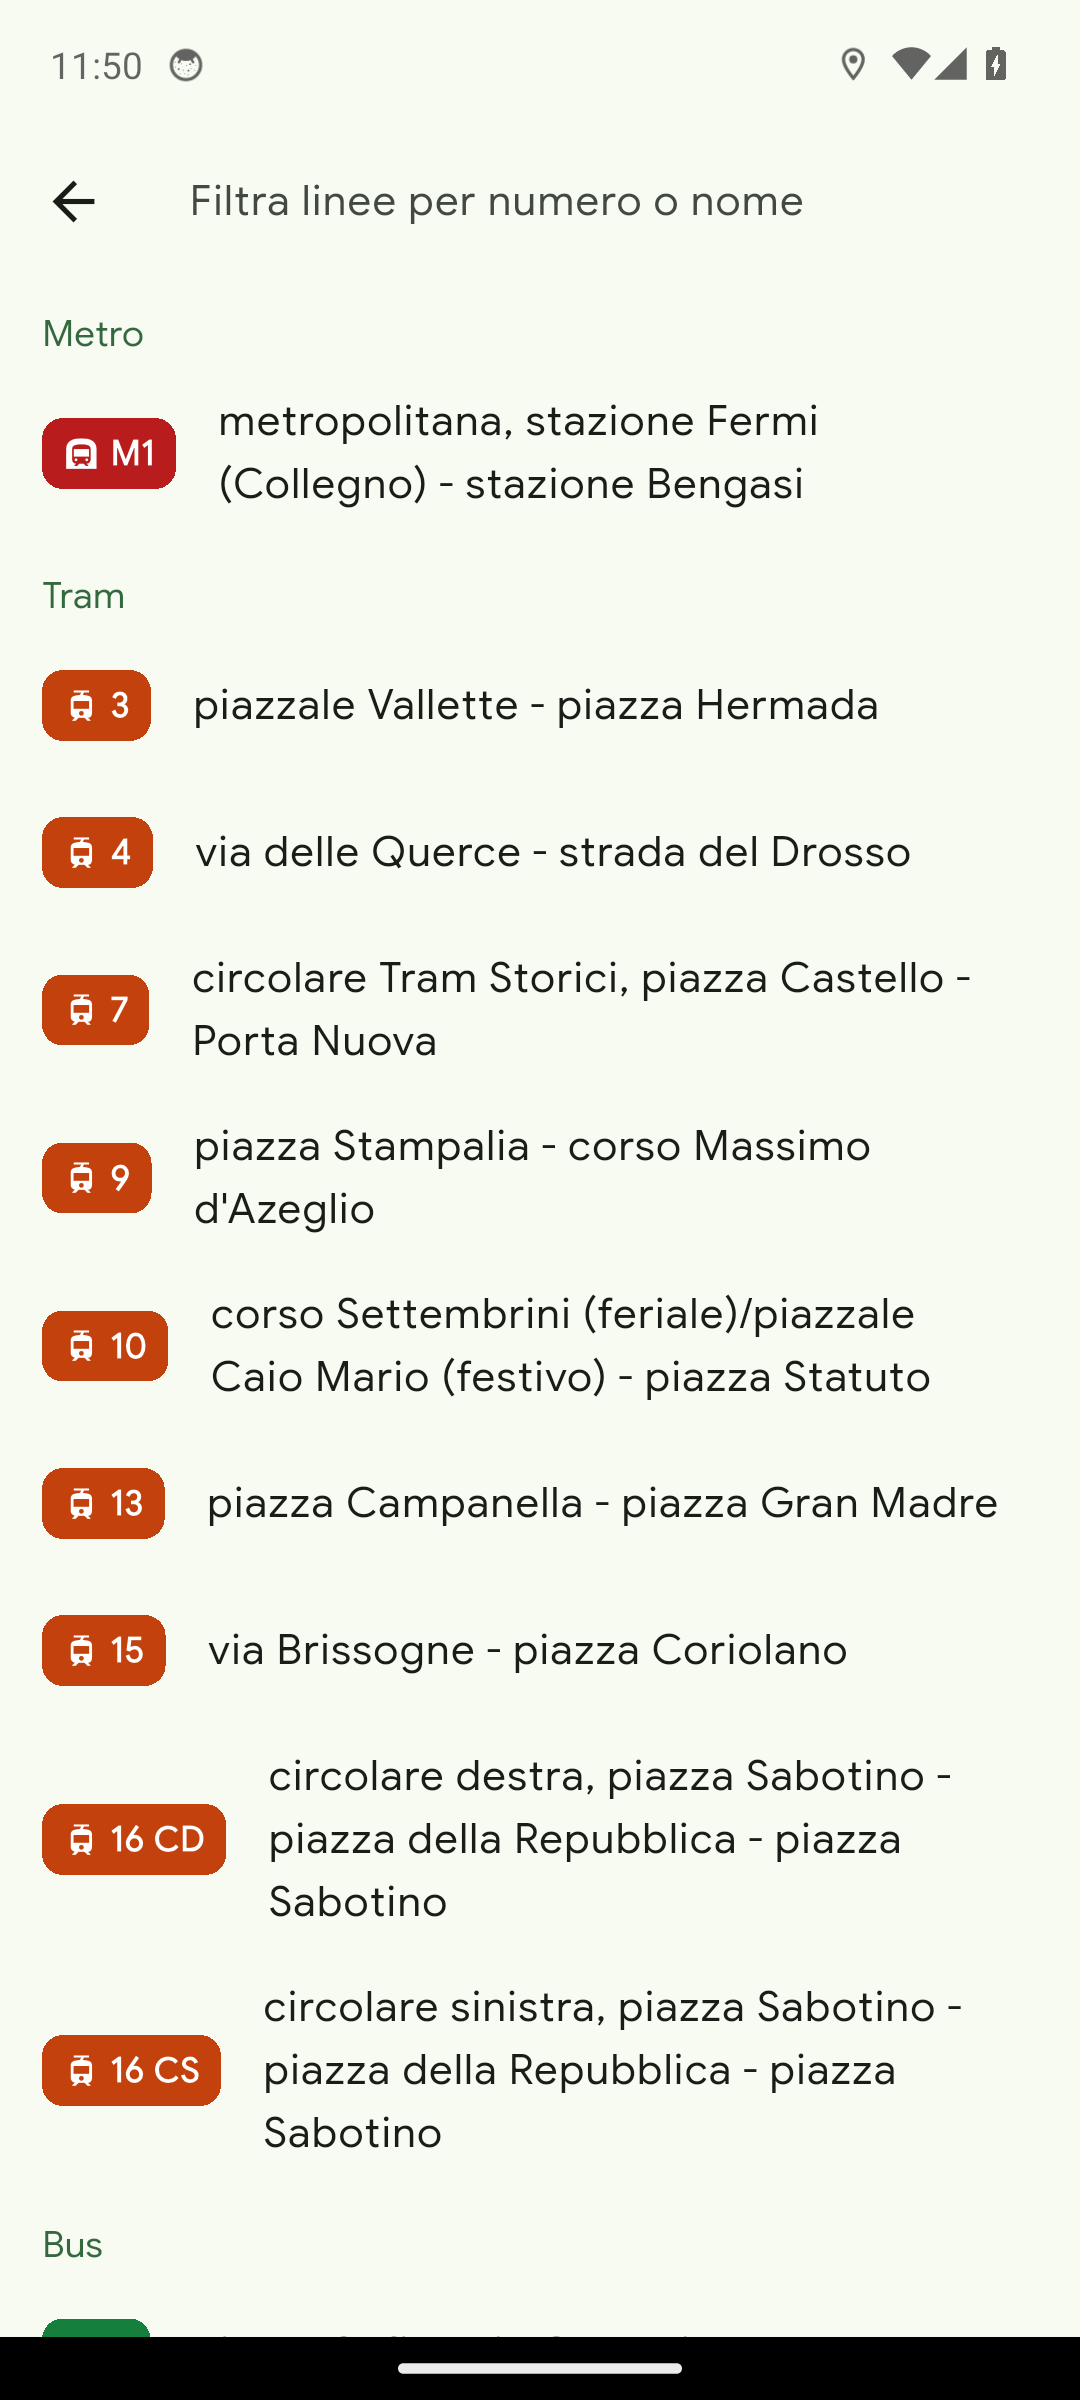 11:50
Filtra linee per numero o nome
Metro
M1
metropolitana, stazione Fermi
(Collegno) - stazione Bengasi
Tram
3
piazzale Vallette - piazza Hermada
4
via delle Querce - strada del Drosso
7
circolare Tram Storici, piazza Castello -
Porta Nuova
9
piazza Stampalia - corso Massimo
d'Azeglio
10
corso Settembrini (feriale)/piazzale
Caio Mario (festivo) - piazza Statuto
13
piazza Campanella - piazza Gran Madre
15
via Brissogne - piazza Coriolano
16 CD
circolare destra, piazza Sabotino -
piazza della Repubblica - piazza
Sabotino
16 CS
circolare sinistra, piazza Sabotino -
piazza della Repubblica - piazza
Sabotino
Bus